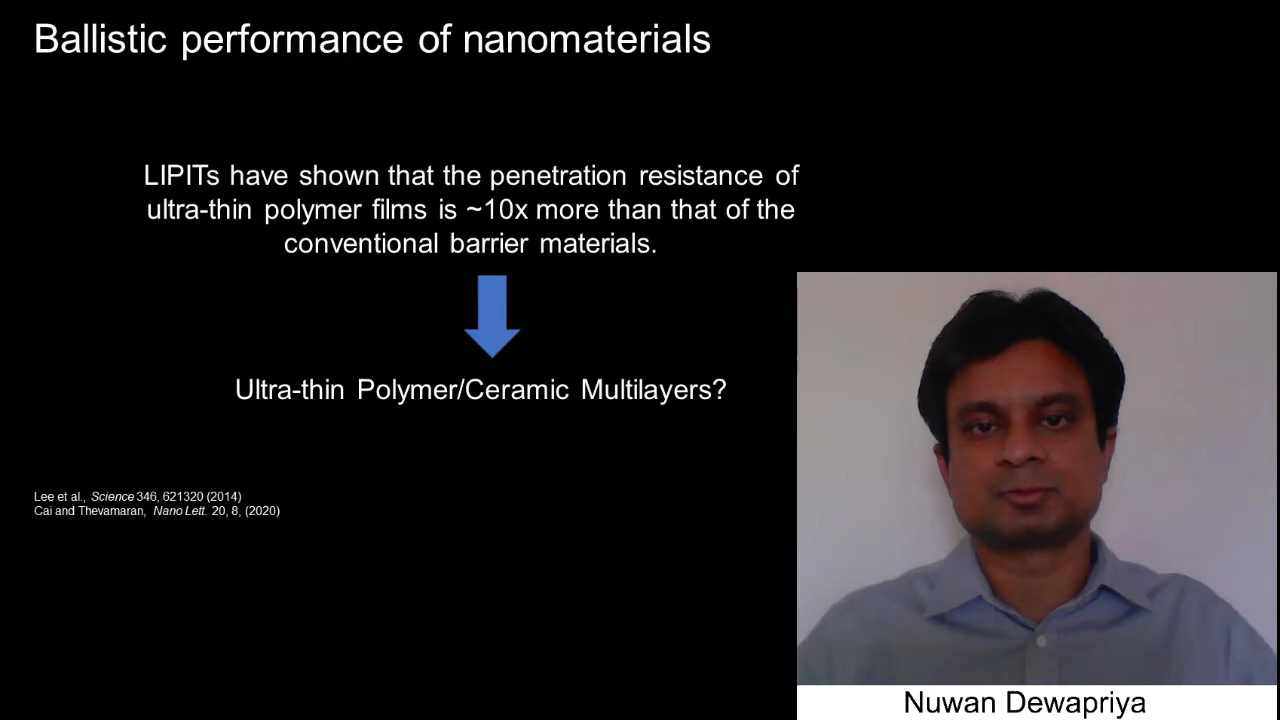 Ballistic performance of nanomaterials
LIPITs have shown that the penetration resistance of
ultra-thin polymer films is ~10x more than that of the
conventional barrier materials.
Ultra-thin Polymer/Ceramic Multilayers?
Lee et al., Science 346, 621320 (2014)
Cai and Thevamaran, Nano Lett. 20, 8, (2020)
Nuwan Dewapriya